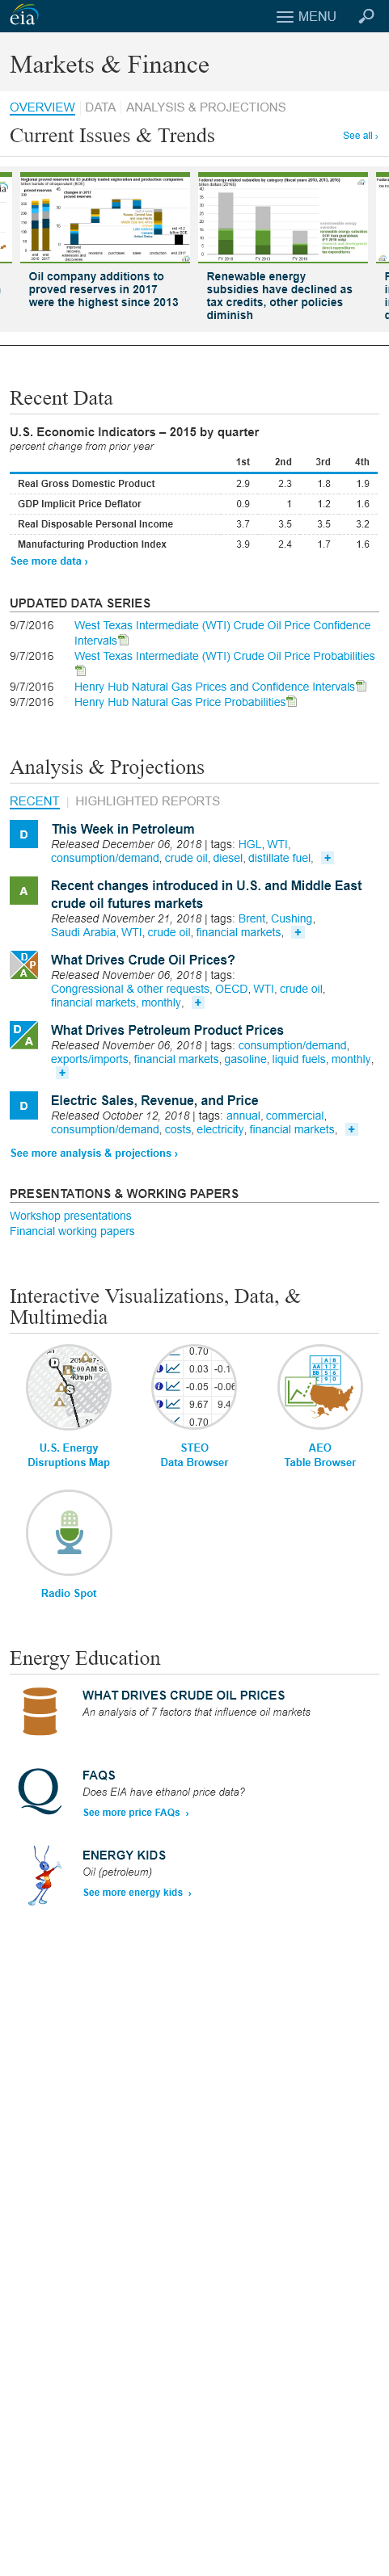 eia
MENU
Markets & Finance
OVERVIEW
DATA
ANALYSIS & PROJECTIONS
Current Issues & Trends
See all ›
Oil company additions to
proved reserves in 2017
were the highest since 2013
Renewable energy
subsidies have declined as
tax credits, other policies
diminish
Recent Data
U.S. Economic Indicators – 2015 by quarter
percent change from prior year
1st 2nd 3rd 4th
Real Gross Domestic Product 2.9 2.3 1.8 1.9
GDP Implicit Price Deflator 0.9 1 1.2 1.6
Real Disposable Personal Income 3.7 3.5 3.5 3.2
Manufacturing Production Index 3.9 2.4 1.7 1.6
See more data ›
UPDATED DATA SERIES
9/7/2016 West Texas Intermediate (WTI) Crude Oil Price Confidence
Intervals
9/7/2016 West Texas Intermediate (WTI) Crude Oil Price Probabilities
9/7/2016 Henry Hub Natural Gas Prices and Confidence Intervals
9/7/2016 Henry Hub Natural Gas Price Probabilities
Analysis & Projections
RECENT | HIGHLIGHTED REPORTS
D
This Week in Petroleum
Released December 06, 2018 | tags: HGL, WTI,
consumption/demand, crude oil, diesel, distillate fuel, +
A
Recent changes introduced in U.S. and Middle East
crude oil futures markets
Released November 21, 2018 | tags: Brent, Cushing,
Saudi Arabia, WTI, crude oil, financial markets, +
D P A
What Drives Crude Oil Prices?
Released November 06, 2018 | tags:
Congressional & other requests, OECD, WTI, crude oil,
financial markets, monthly, +
D A
What Drives Petroleum Product Prices
Released November 06, 2018 | tags: consumption/demand,
exports/imports, financial markets, gasoline, liquid fuels, monthly,
+
D
Electric Sales, Revenue, and Price
Released October 12, 2018 | tags: annual, commercial,
consumption/demand, costs, electricity, financial markets, +
See more analysis & projections ›
PRESENTATIONS & WORKING PAPERS
Workshop presentations
Financial working papers
Interactive Visualizations, Data, &
Multimedia
0.70
0.03 -0.1
-0.05 -0.06
9.67 9.4
0.70
U.S. Energy
Disruptions Map
STEO
Data Browser
AEO
Table Browser
Radio Spot
Energy Education
WHAT DRIVES CRUDE OIL PRICES
An analysis of 7 factors that influence oil markets
Q
FAQS
Does EIA have ethanol price data?
See more price FAQs ›
ENERGY KIDS
Oil (petroleum)
See more energy kids ›